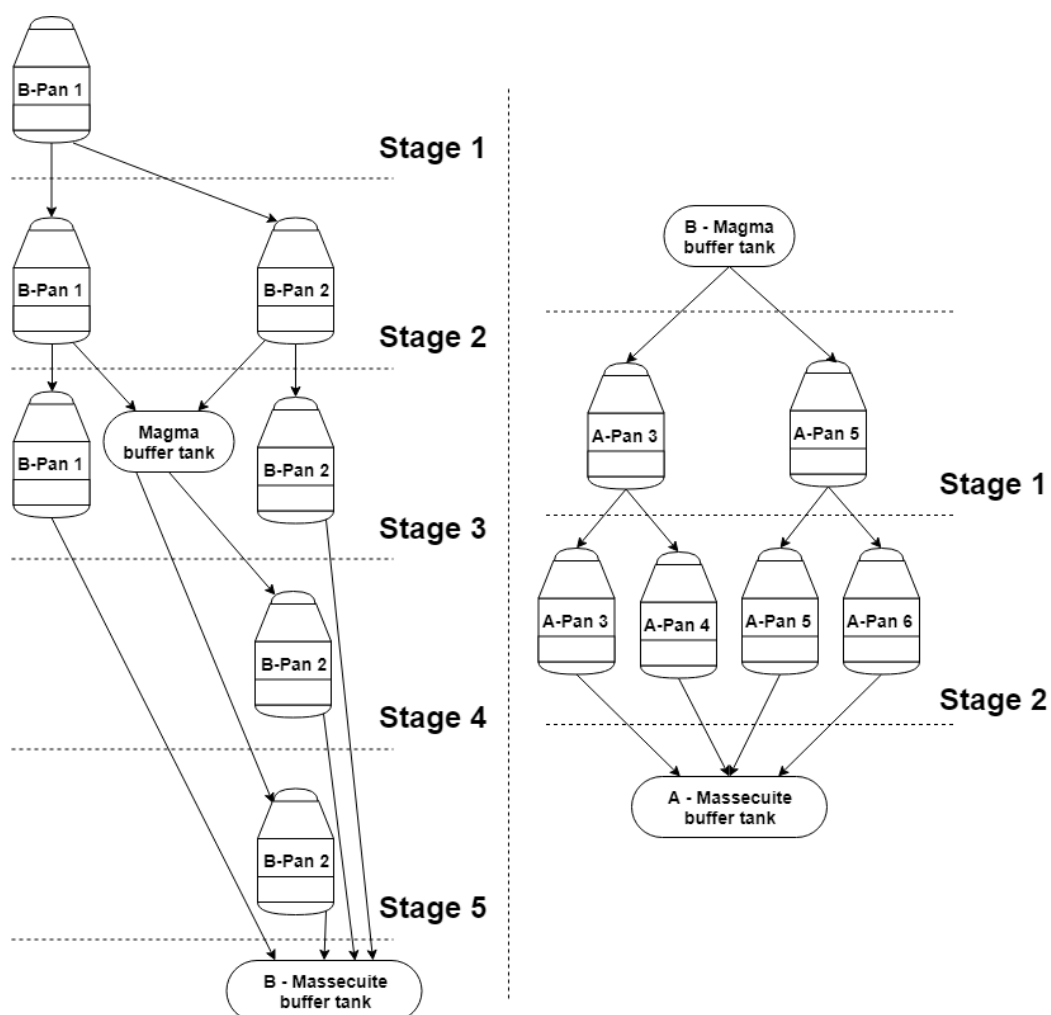 B-Pan 1
Stage 1
B-Pan 1
B-Pan 2
Stage 2
B-Pan 1
Magma
buffer tank
B-Pan 2
Stage 3
B-Pan 2
Stage 4
B-Pan 2
Stage 5
B - Massecuite
buffer tank
B - Magma
buffer tank
A-Pan 3
A-Pan 5
Stage 1
A-Pan 3
A-Pan 4
A-Pan 5
A-Pan 6
Stage 2
A - Massecuite
buffer tank